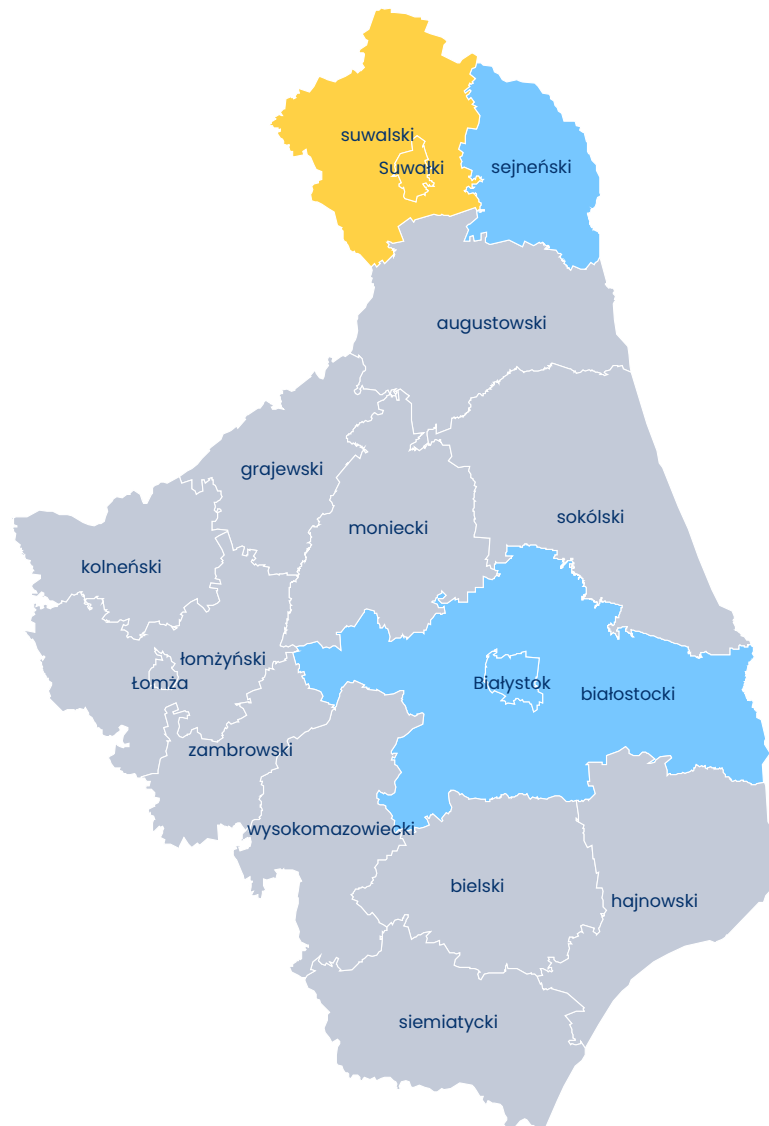 suwalski
Suwałki
sejneński
augustowski
grajewski
sokólski
moniecki
kolneński
łomżyński
Łomża
Białystok
białostocki
zambrowski
wysokomazowiecki
bielski
hajnowski
siemiatycki